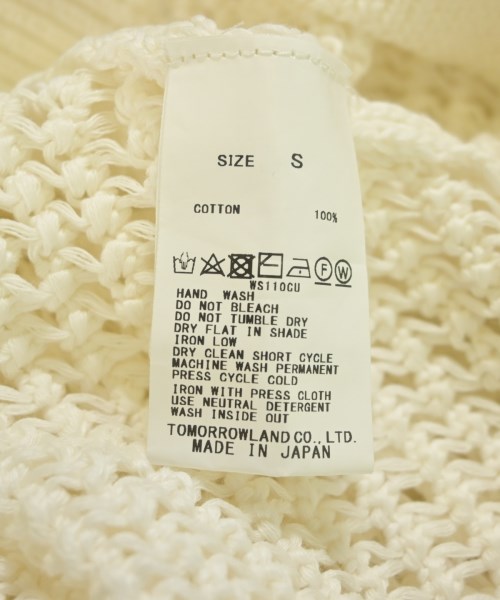 SIZE S
COTTON 100%
F W
WS110CU
HAND WASH
DO NOT BLEACH
DO NOT TUMBLE DRY
DRY FLAT IN SHADE
IRON LOW
DRY CLEAN SHORT CYCLE
MACHINE WASH PERMANENT
PRESS CYCLE COLD
IRON WITH PRESS CLOTH
USE NEUTRAL DETERGENT
WASH INSIDE OUT
TOMORROWLAND CO., LTD.
MADE IN JAPAN